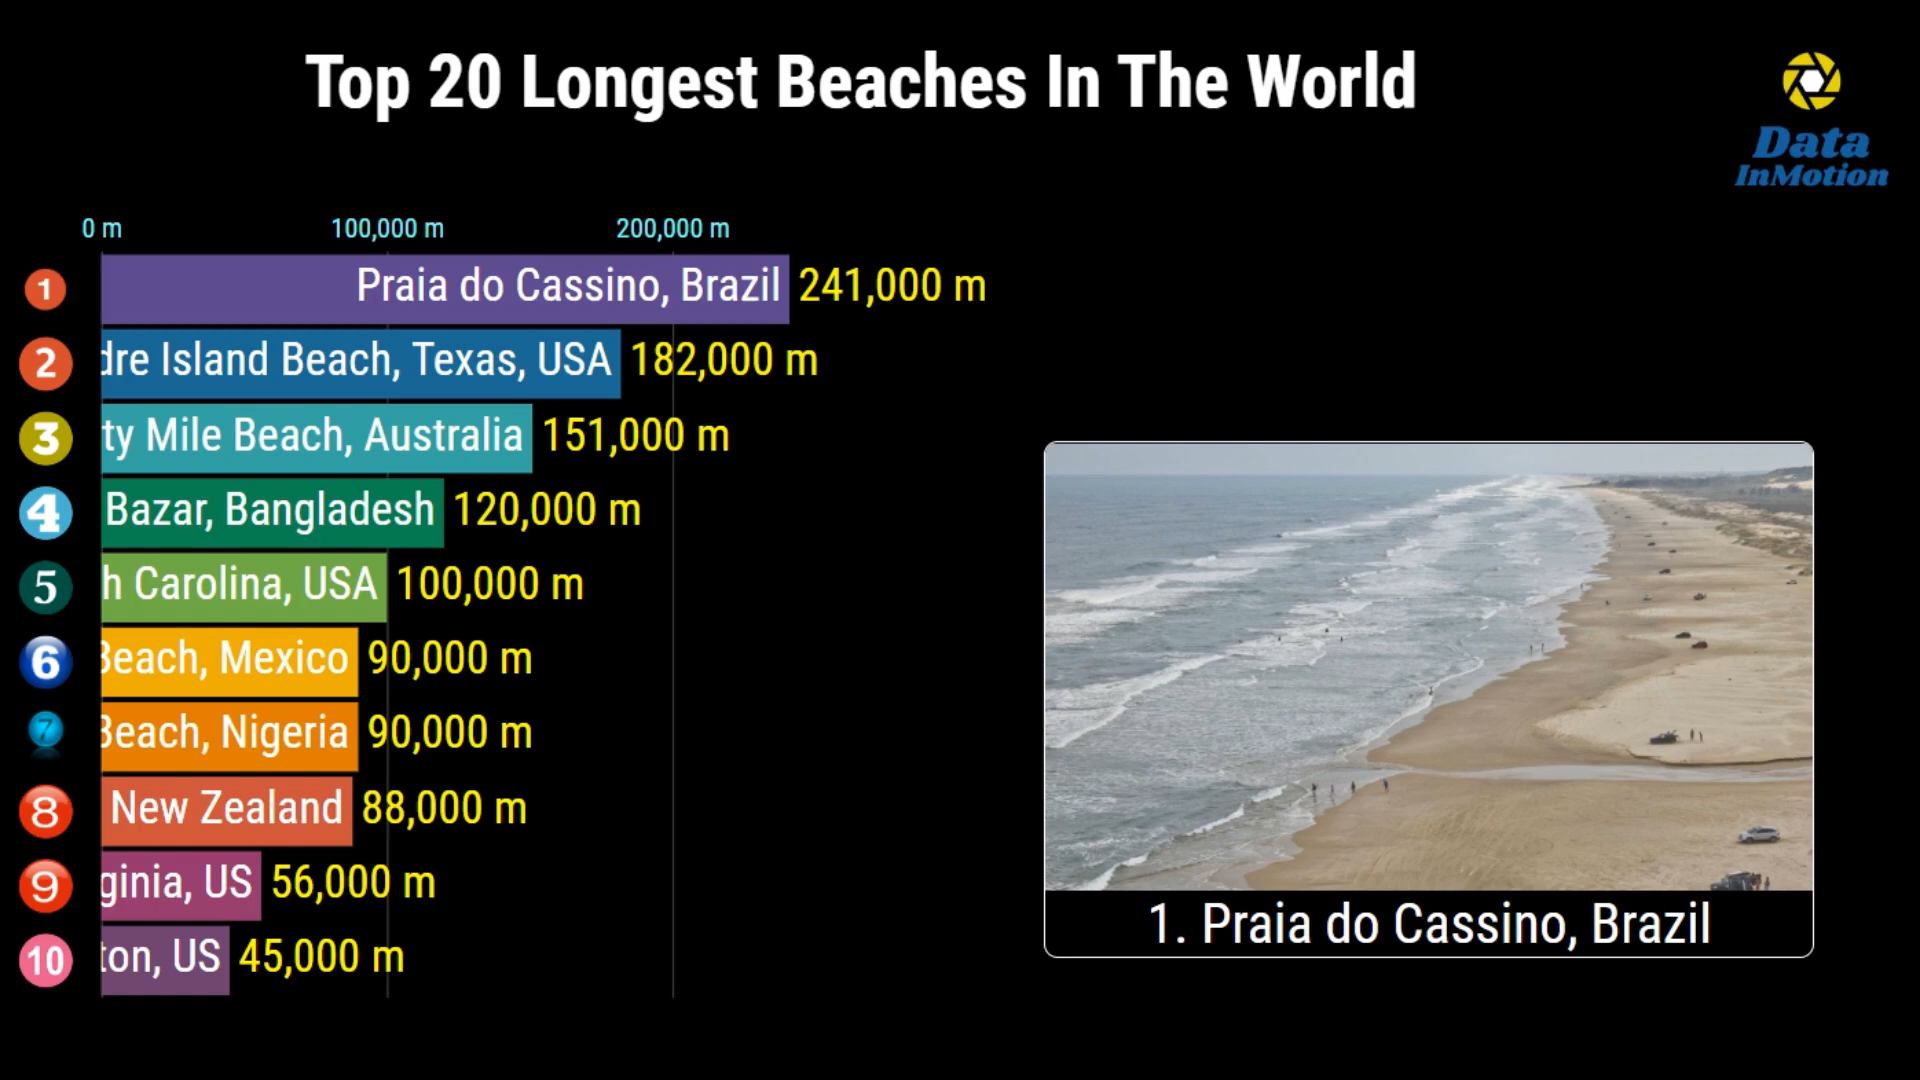 Top 20 Longest Beaches In The World
Data
InMotion
0 m 100,000 m 200,000 m
1 Praia do Cassino, Brazil 241,000 m
2 dre Island Beach, Texas, USA 182,000 m
3 ty Mile Beach, Australia 151,000 m
4 Bazar, Bangladesh 120,000 m
5 h Carolina, USA 100,000 m
6 Beach, Mexico 90,000 m
7 Beach, Nigeria 90,000 m
8 New Zealand 88,000 m
9 ginia, US 56,000 m
10 ton, US 45,000 m
1. Praia do Cassino, Brazil